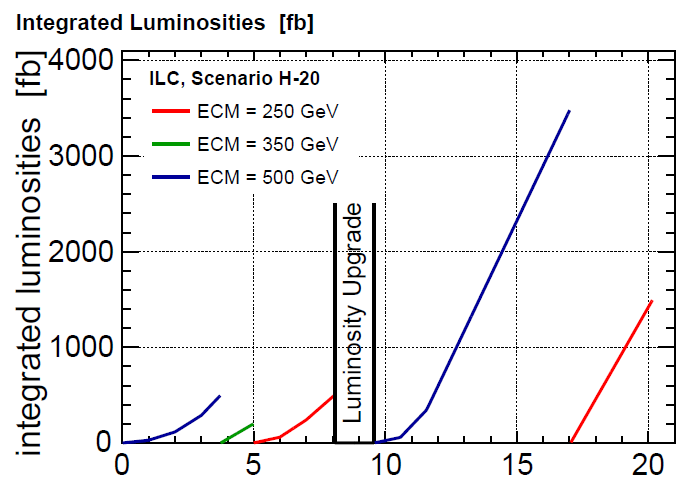 Integrated Luminosities [fb]
integrated luminosities [fb]
4000
3000
2000
1000
0
ILC, Scenario H-20
ECM = 250 GeV
ECM = 350 GeV
ECM = 500 GeV
Luminosity Upgrade
0 5 10 15 20